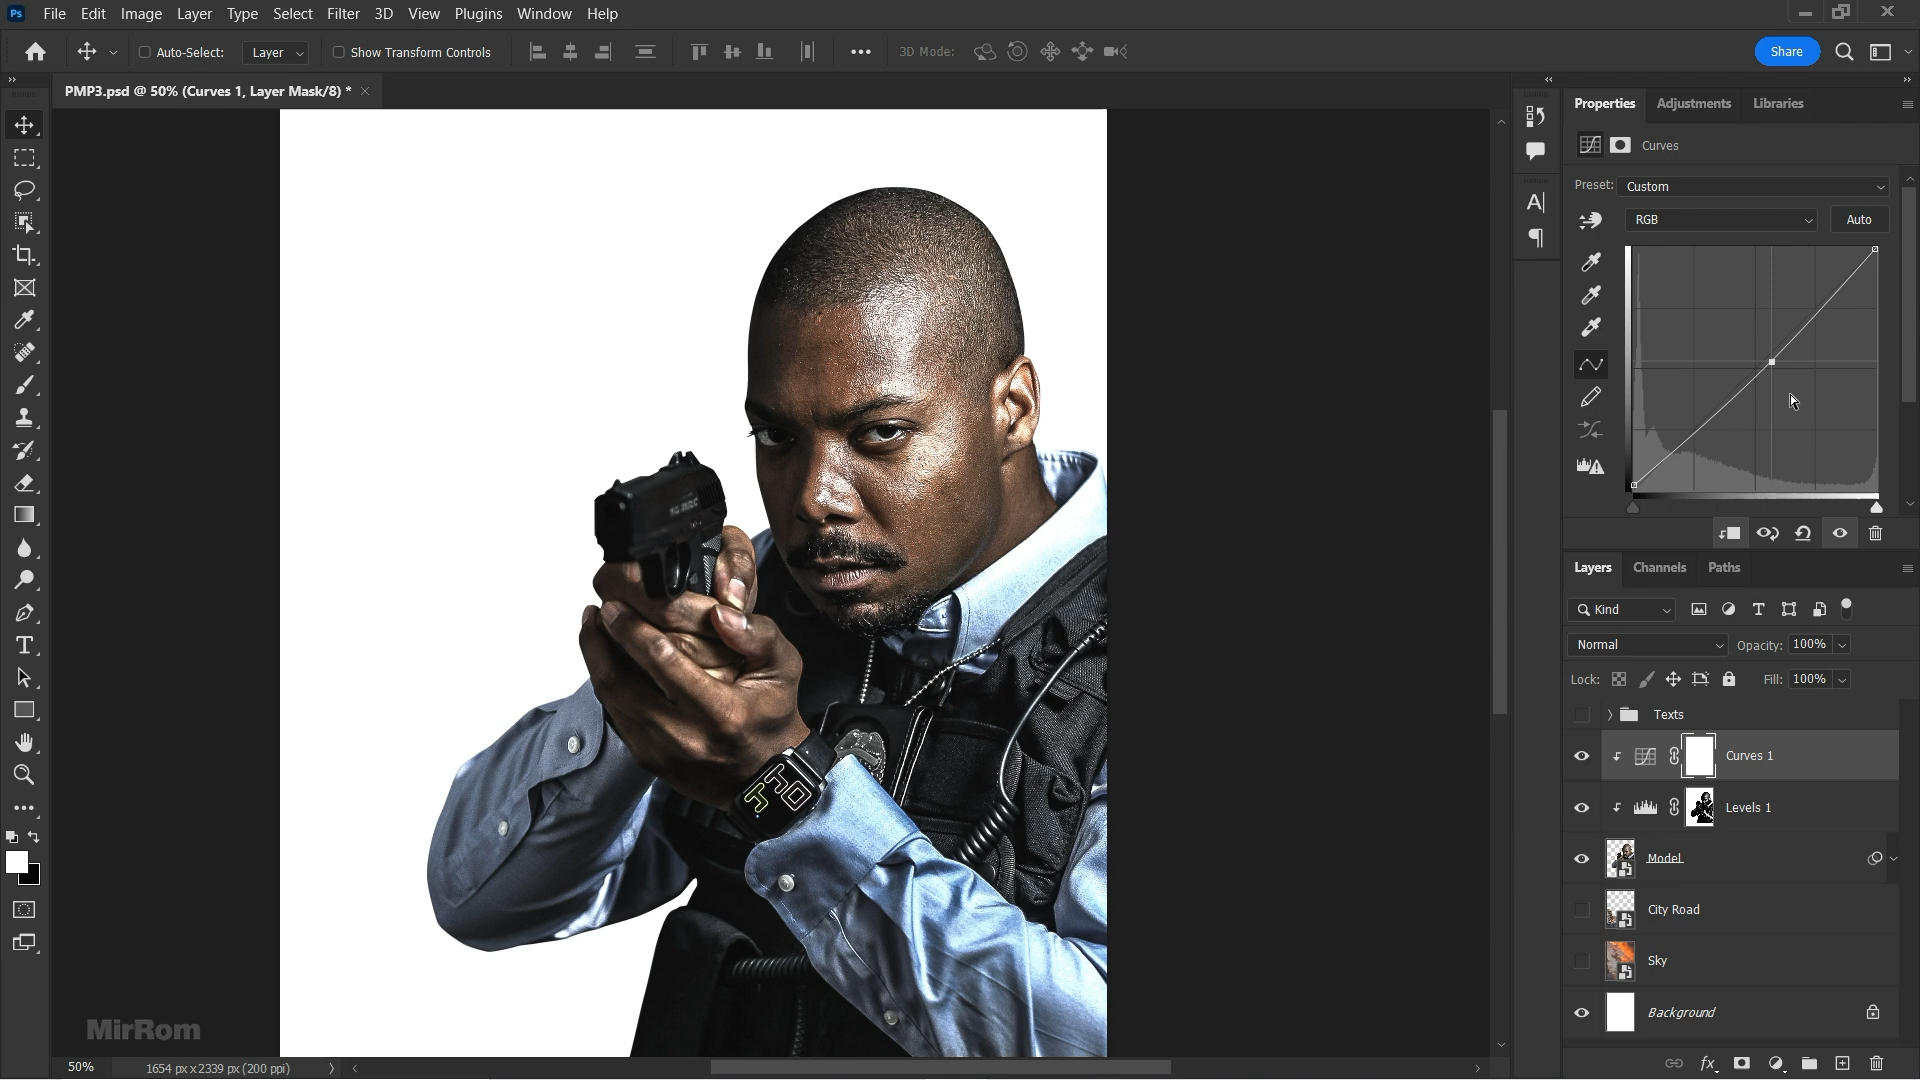 Ps File Edit Image Layer Type Select Filter 3D View Plugins Window Help
Auto-Select: Layer Show Transform Controls 3D Mode: Share
PMP3.psd @ 50% (Curves 1, Layer Mask/8) *
Properties Adjustments Libraries
Curves
Preset: Custom
RGB Auto
Layers Channels Paths
Kind
Normal Opacity: 100%
Lock: Fill: 100%
Texts
Curves 1
Levels 1
Model
City Road
Sky
Background
MirRom
50% 1654 px x 2339 px (200 ppi)